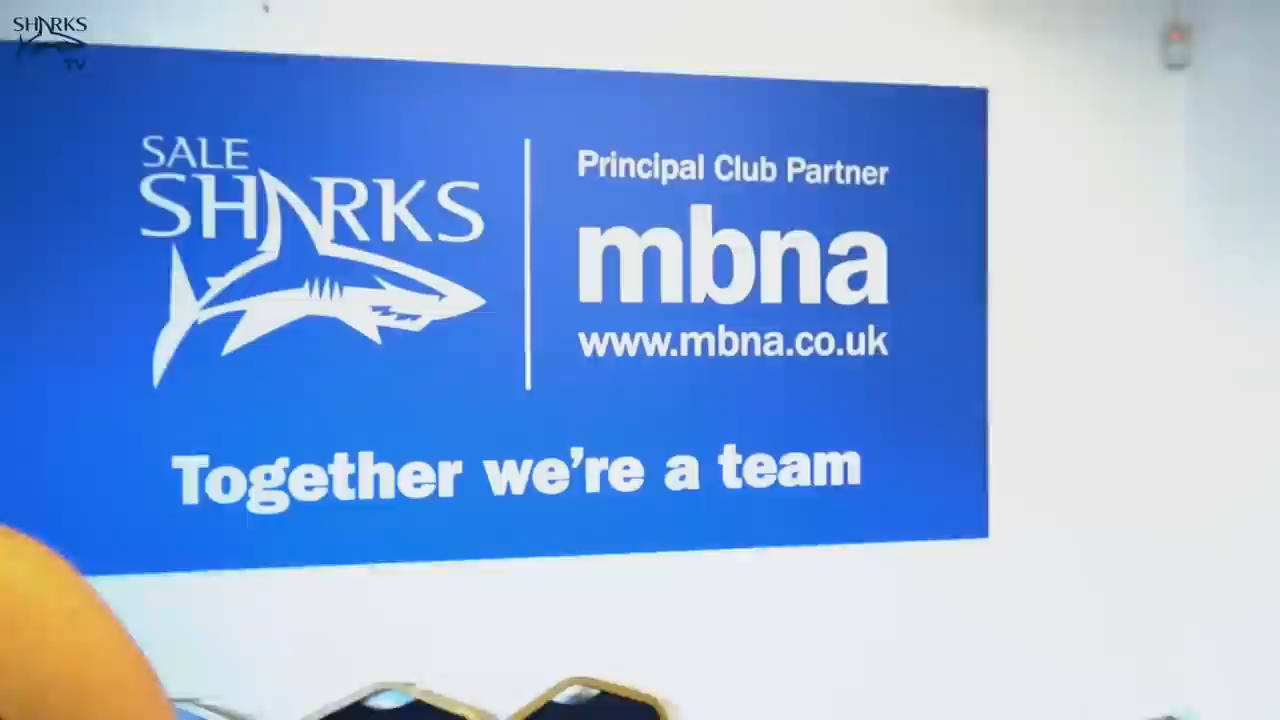 SHARKS
TV
SALE
SHARKS
Principal Club Partner
mbna
www.mbna.co.uk
Together we're a team